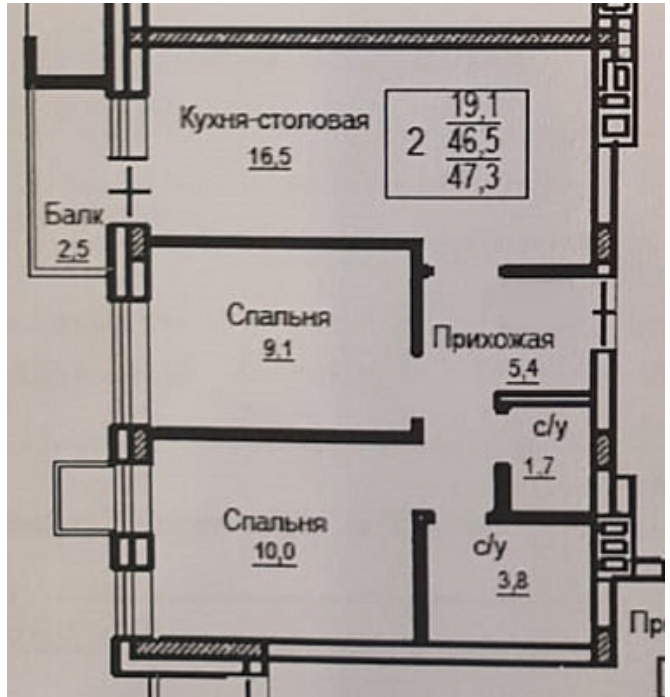 Кухня-столовая
16,5
2
19,1
46,5
47,3
Балк
2,5
Спальня
9,1
Прихожая
5,4
с/у
1,7
Спальня
10,0
с/у
3,8
Пр